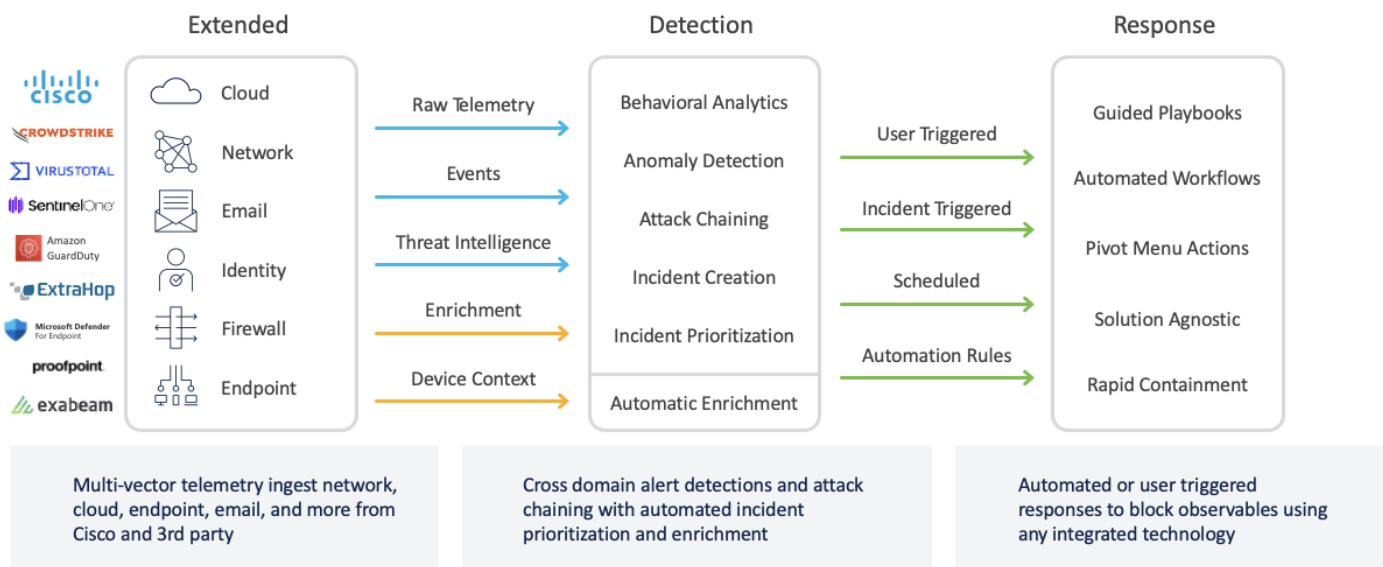 Extended
Detection
Response
CISCO
CROWDSTRIKE
VIRUSTOTAL
SentinelOne
Amazon
GuardDuty
ExtraHop
Microsoft Defender
For Endpoint
proofpoint.
exabeam
Cloud
Network
Email
Identity
Firewall
Endpoint
Raw Telemetry
Events
Threat Intelligence
Enrichment
Device Context
Behavioral Analytics
Anomaly Detection
Attack Chaining
Incident Creation
Incident Prioritization
Automatic Enrichment
User Triggered
Incident Triggered
Scheduled
Automation Rules
Guided Playbooks
Automated Workflows
Pivot Menu Actions
Solution Agnostic
Rapid Containment
Multi-vector telemetry ingest network,
cloud, endpoint, email, and more from
Cisco and 3rd party
Cross domain alert detections and attack
chaining with automated incident
prioritization and enrichment
Automated or user triggered
responses to block observables using
any integrated technology